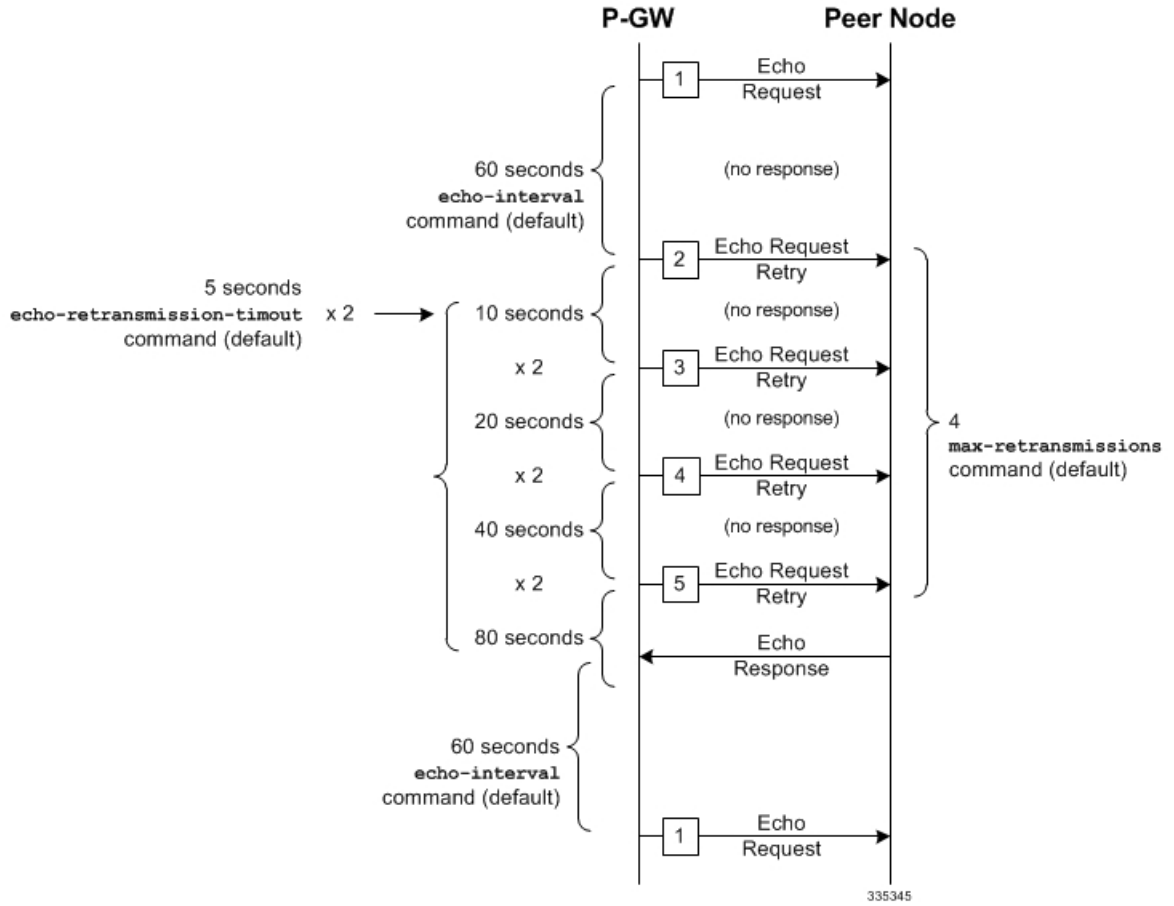 P-GW
Peer Node
1
Echo
Request
60 seconds
echo-interval
command (default)
(no response)
2
Echo Request
Retry
5 seconds
echo-retransmission-timout
command (default)
x 2
10 seconds
(no response)
x 2
3
Echo Request
Retry
20 seconds
(no response)
4
max-retransmissions
command (default)
x 2
4
Echo Request
Retry
40 seconds
(no response)
x 2
5
Echo Request
Retry
80 seconds
Echo
Response
60 seconds
echo-interval
command (default)
1
Echo
Request
335345